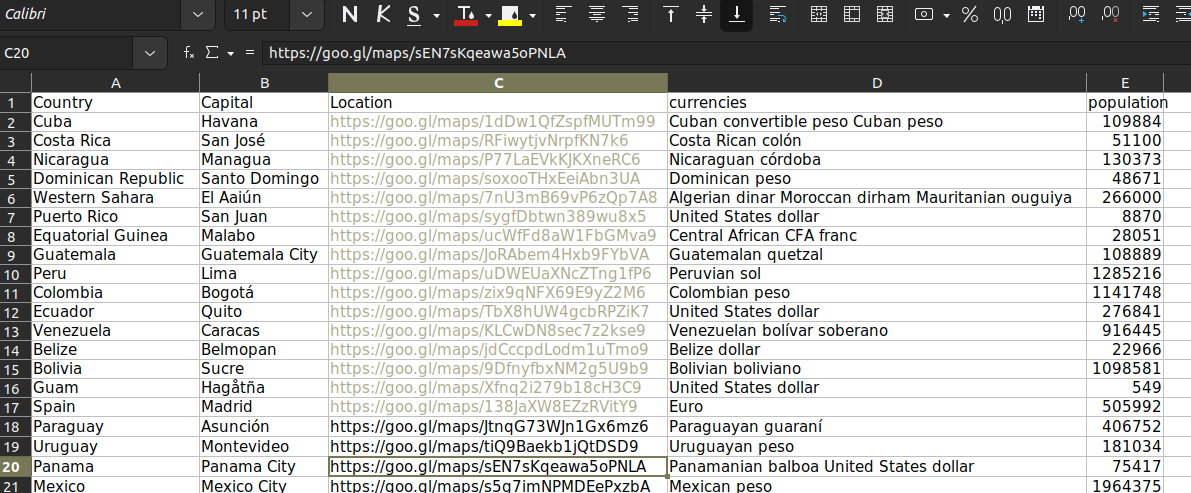 Calibri 11 pt N K S T
C20 fx Σ = https://goo.gl/maps/sEN7sKqeawa5oPNLA
A B C D E
1 Country Capital Location currencies population
2 Cuba Havana https://goo.gl/maps/1dDw1QfZspfMUTm99 Cuban convertible peso Cuban peso 109884
3 Costa Rica San José https://goo.gl/maps/RFiwytjvNrpfKN7k6 Costa Rican colón 51100
4 Nicaragua Managua https://goo.gl/maps/P77LaEVkKJKXneRC6 Nicaraguan córdoba 130373
5 Dominican Republic Santo Domingo https://goo.gl/maps/soxooTHxEeiAbn3UA Dominican peso 48671
6 Western Sahara El Aaiún https://goo.gl/maps/7nU3mB69vP6zQp7A8 Algerian dinar Moroccan dirham Mauritanian ouguiya 266000
7 Puerto Rico San Juan https://goo.gl/maps/sygfDbtwn389wu8x5 United States dollar 8870
8 Equatorial Guinea Malabo https://goo.gl/maps/ucWfFd8aW1FbGMva9 Central African CFA franc 28051
9 Guatemala Guatemala City https://goo.gl/maps/JoRAbem4Hxb9FYbVA Guatemalan quetzal 108889
10 Peru Lima https://goo.gl/maps/uDWEUaXNcZTng1fP6 Peruvian sol 1285216
11 Colombia Bogotá https://goo.gl/maps/zix9qNFX69E9yZ2M6 Colombian peso 1141748
12 Ecuador Quito https://goo.gl/maps/TbX8hUW4gcbRPZiK7 United States dollar 276841
13 Venezuela Caracas https://goo.gl/maps/KLCwDN8sec7z2kse9 Venezuelan bolívar soberano 916445
14 Belize Belmopan https://goo.gl/maps/jdCccpdLodm1uTmo9 Belize dollar 22966
15 Bolivia Sucre https://goo.gl/maps/9DfnyfbxNM2g5U9b9 Bolivian boliviano 1098581
16 Guam Hagåtña https://goo.gl/maps/Xfnq2i279b18cH3C9 United States dollar 549
17 Spain Madrid https://goo.gl/maps/138JaXW8EZzRVitY9 Euro 505992
18 Paraguay Asunción https://goo.gl/maps/JtnqG73WJn1Gx6mz6 Paraguayan guaraní 406752
19 Uruguay Montevideo https://goo.gl/maps/tiQ9Baekb1jQtDSD9 Uruguayan peso 181034
20 Panama Panama City https://goo.gl/maps/sEN7sKqeawa5oPNLA Panamanian balboa United States dollar 75417
21 Mexico Mexico City https://goo.gl/maps/s5g7imNPMDEePxzbA Mexican peso 1964375